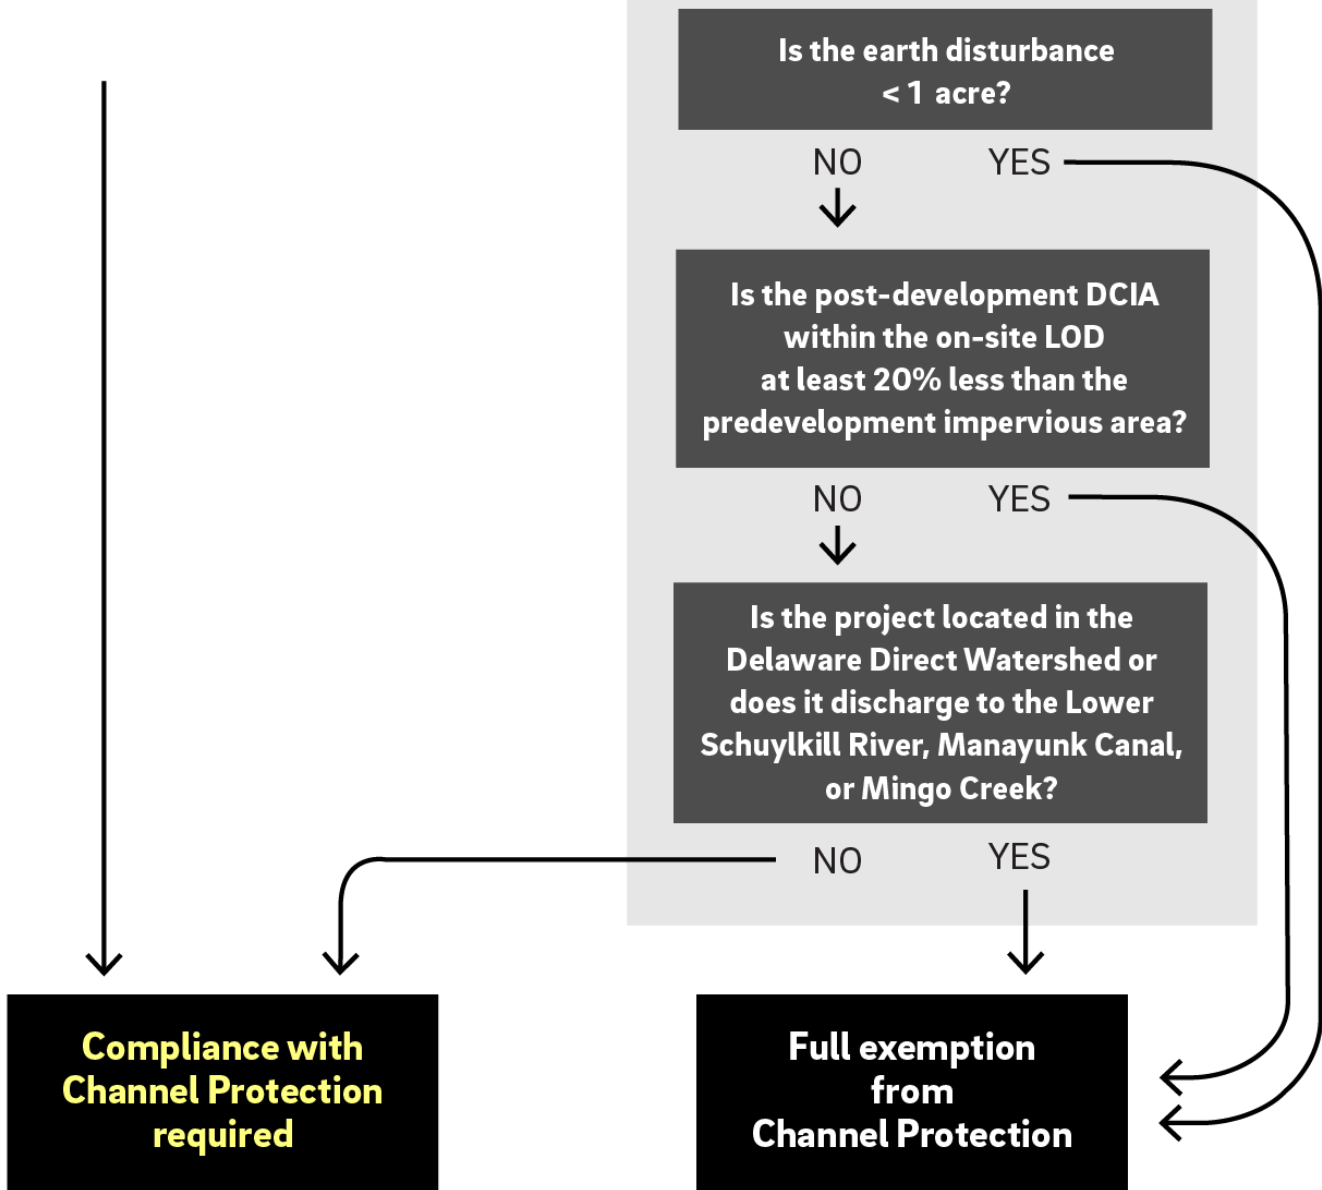 Is the earth disturbance
< 1 acre?
NO
YES
Is the post-development DCIA
within the on-site LOD
at least 20% less than the
predevelopment impervious area?
NO
YES
Is the project located in the
Delaware Direct Watershed or
does it discharge to the Lower
Schuylkill River, Manayunk Canal,
or Mingo Creek?
NO
YES
Compliance with
Channel Protection
required
Full exemption
from
Channel Protection